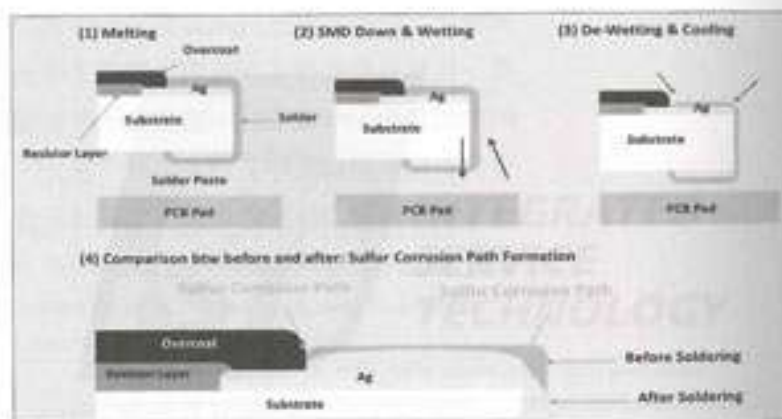 (1) Melting
(2) SMD Down & Wetting
(3) De-Wetting & Cooling
Overcoat
Ag
Substrate
Solder
Resistor Layer
Solder Paste
PCB Pad
Ag
Substrate
PCB Pad
Ag
Substrate
PCB Pad
(4) Comparison btw before and after: Sulfur Corrusion Path Formation
Sulfur Corrosion Path
Sulfur Corrosion Path
TECHNOLOGY
Overcoat
Before Soldering
Resistor Layer
Ag
After Soldering
Substrate